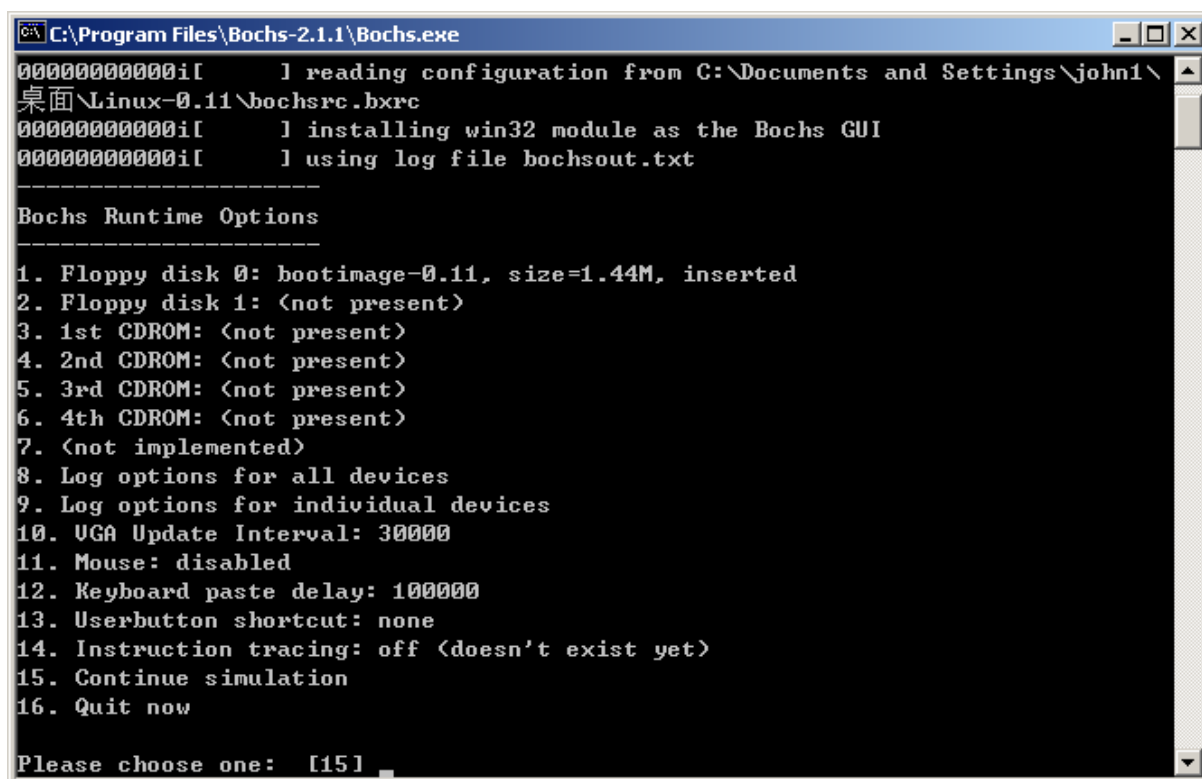 C:\Program Files\Bochs-2.1.1\Bochs.exe
00000000000i[      ] reading configuration from C:\Documents and Settings\john1\
桌面\Linux-0.11\bochsrc.bxrc
00000000000i[      ] installing win32 module as the Bochs GUI
00000000000i[      ] using log file bochsout.txt
---------------------
Bochs Runtime Options
---------------------
1. Floppy disk 0: bootimage-0.11, size=1.44M, inserted
2. Floppy disk 1: (not present)
3. 1st CDROM: (not present)
4. 2nd CDROM: (not present)
5. 3rd CDROM: (not present)
6. 4th CDROM: (not present)
7. (not implemented)
8. Log options for all devices
9. Log options for individual devices
10. VGA Update Interval: 30000
11. Mouse: disabled
12. Keyboard paste delay: 100000
13. Userbutton shortcut: none
14. Instruction tracing: off (doesn't exist yet)
15. Continue simulation
16. Quit now
Please choose one:  [15] _